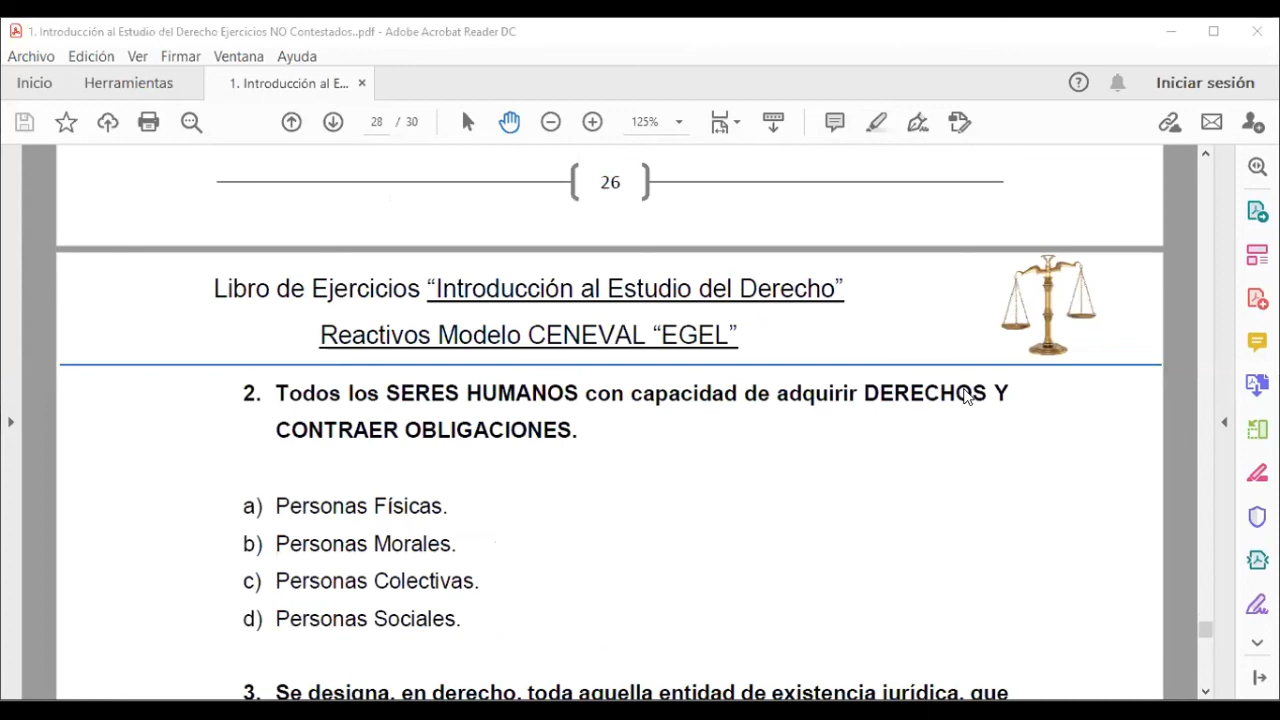 1. Introducción al Estudio del Derecho Ejercicios NO Contestados..pdf - Adobe Acrobat Reader DC
Archivo Edición Ver Firmar Ventana Ayuda
Inicio Herramientas 1. Introducción al E... × Iniciar sesión
28 / 30 125%
26
Libro de Ejercicios “Introducción al Estudio del Derecho”
Reactivos Modelo CENEVAL “EGEL”
2. Todos los SERES HUMANOS con capacidad de adquirir DERECHOS Y
CONTRAER OBLIGACIONES.
a) Personas Físicas.
b) Personas Morales.
c) Personas Colectivas.
d) Personas Sociales.
3. Se designa, en derecho, toda aquella entidad de existencia jurídica, que